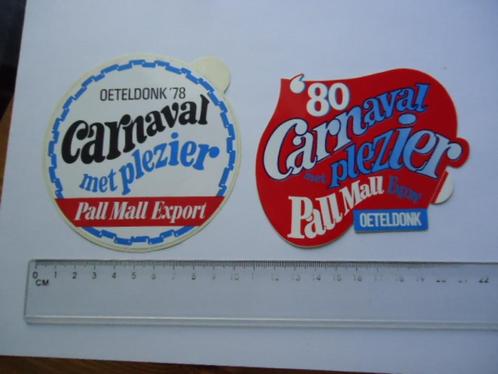 OETELDONK '78
Carnaval
met plezier
Pall Mall Export
'80
Carnaval
met plezier
Pall Mall Export
OETELDONK
0 1 2 3 4 5 6 7 8 9 10 11 12 13 14 15 16 17 18 19 20 21 22
CM